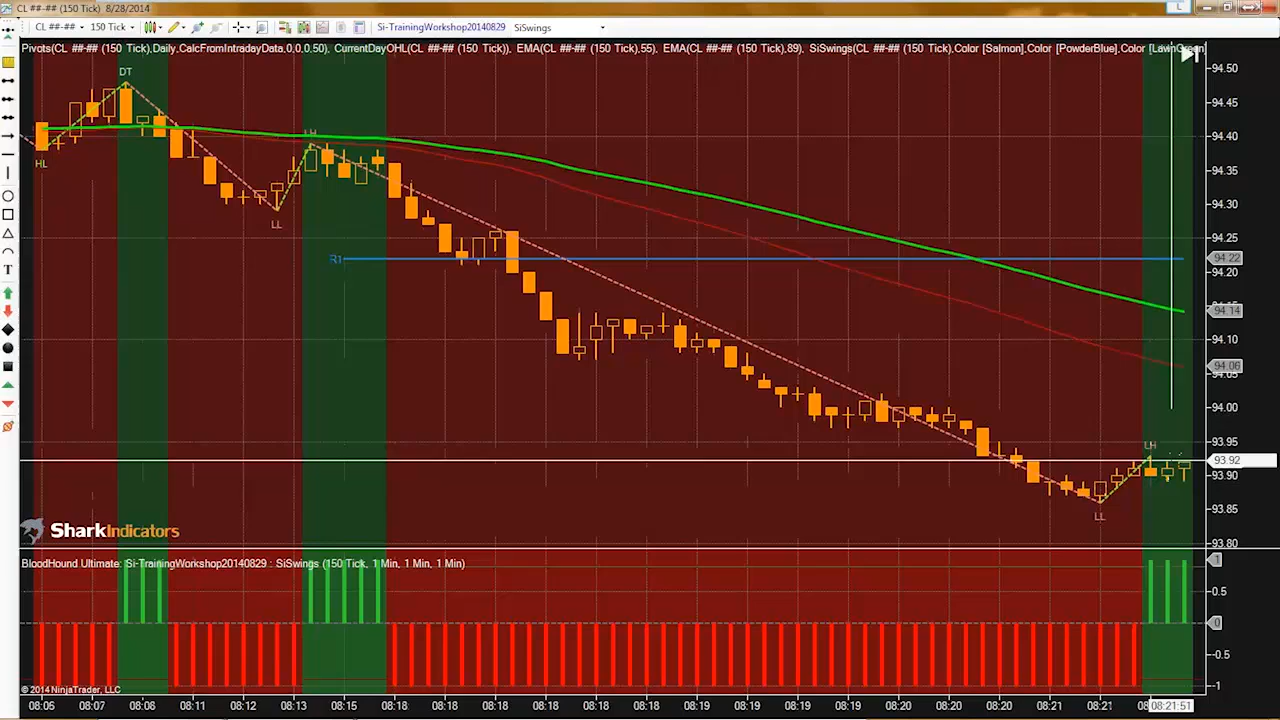 CL ##-## (150 Tick) 8/28/2014
CL ##-## 150 Tick Si-TrainingWorkshop20140829 SiSwings
Pivots(CL ##-## (150 Tick),Daily,CalcFromIntradayData,0,0,0,50), CurrentDayOHL(CL ##-## (150 Tick)), EMA(CL ##-## (150 Tick),55), EMA(CL ##-## (150 Tick),89), SiSwings(CL ##-## (150 Tick),Color [Salmon],Color [PowderBlue],Color
DT
HL
LH
LL
R1
LH
LL
94.50
94.45
94.40
94.35
94.30
94.25
94.22
94.20
94.14
94.10
94.06
94.05
94.00
93.95
93.92
93.90
93.85
93.80
SharkIndicators
BloodHound Ultimate: Si-TrainingWorkshop20140829 : SiSwings (150 Tick, 1 Min, 1 Min, 1 Min)
1
0.5
0
-0.5
-1
© 2014 NinjaTrader, LLC
08:06 08:07 08:08 08:11 08:13 08:15 08:18 08:18 08:18 08:18 08:18 08:19 08:19 08:19 08:19 08:20 08:20 08:20 08:20 08:21 08:21 08:21:51